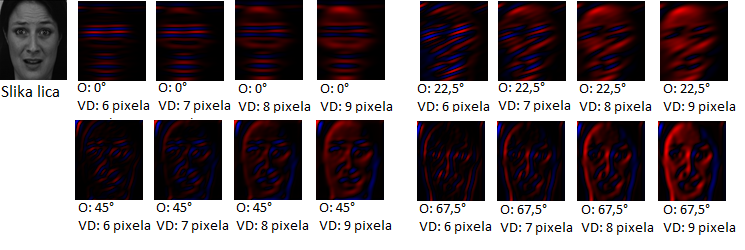 Slika lica
O: 0°
VD: 6 pixela
O: 0°
VD: 7 pixela
O: 0°
VD: 8 pixela
O: 0°
VD: 9 pixela
O: 22,5°
VD: 6 pixela
O: 22,5°
VD: 7 pixela
O: 22,5°
VD: 8 pixela
O: 22,5°
VD: 9 pixela
O: 45°
VD: 6 pixela
O: 45°
VD: 7 pixela
O: 45°
VD: 8 pixela
O: 45°
VD: 9 pixela
O: 67,5°
VD: 6 pixela
O: 67,5°
VD: 7 pixela
O: 67,5°
VD: 8 pixela
O: 67,5°
VD: 9 pixela